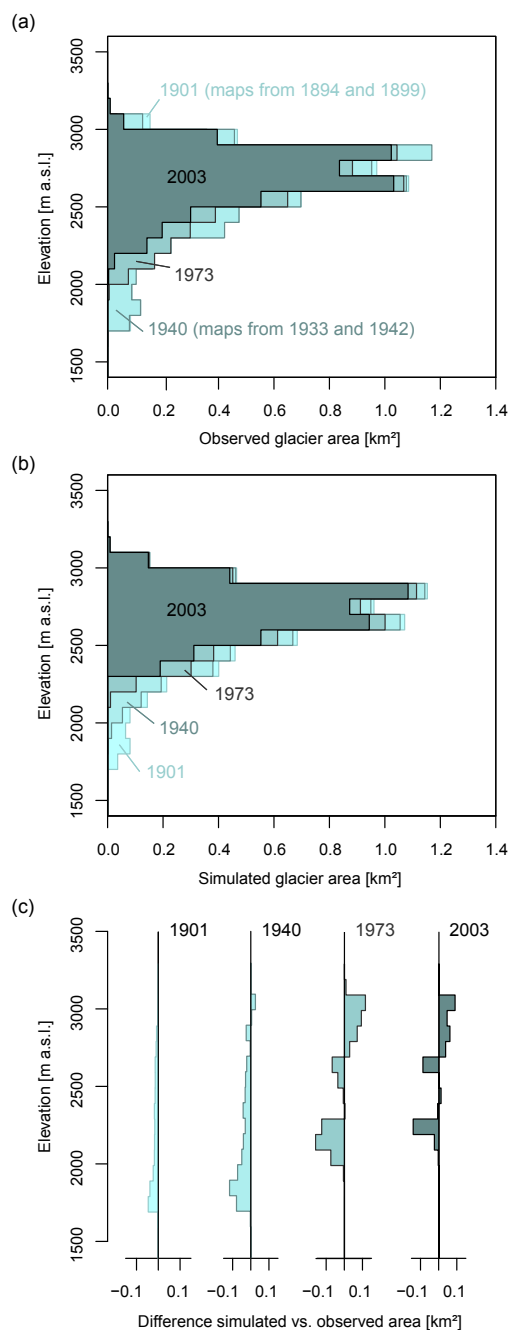 (a)
3500
3000
2500
2000
1500
Elevation [m a.s.l.]
1901 (maps from 1894 and 1899)
2003
1973
1940 (maps from 1933 and 1942)
0.0 0.2 0.4 0.6 0.8 1.0 1.2 1.4
Observed glacier area [km²]
(b)
3500
3000
2500
2000
1500
Elevation [m a.s.l.]
2003
1973
1940
1901
0.0 0.2 0.4 0.6 0.8 1.0 1.2 1.4
Simulated glacier area [km²]
(c)
1901 1940 1973 2003
3500
3000
2500
2000
1500
Elevation [m a.s.l.]
−0.1 0.1 −0.1 0.1 −0.1 0.1 −0.1 0.1
Difference simulated vs. observed area [km²]